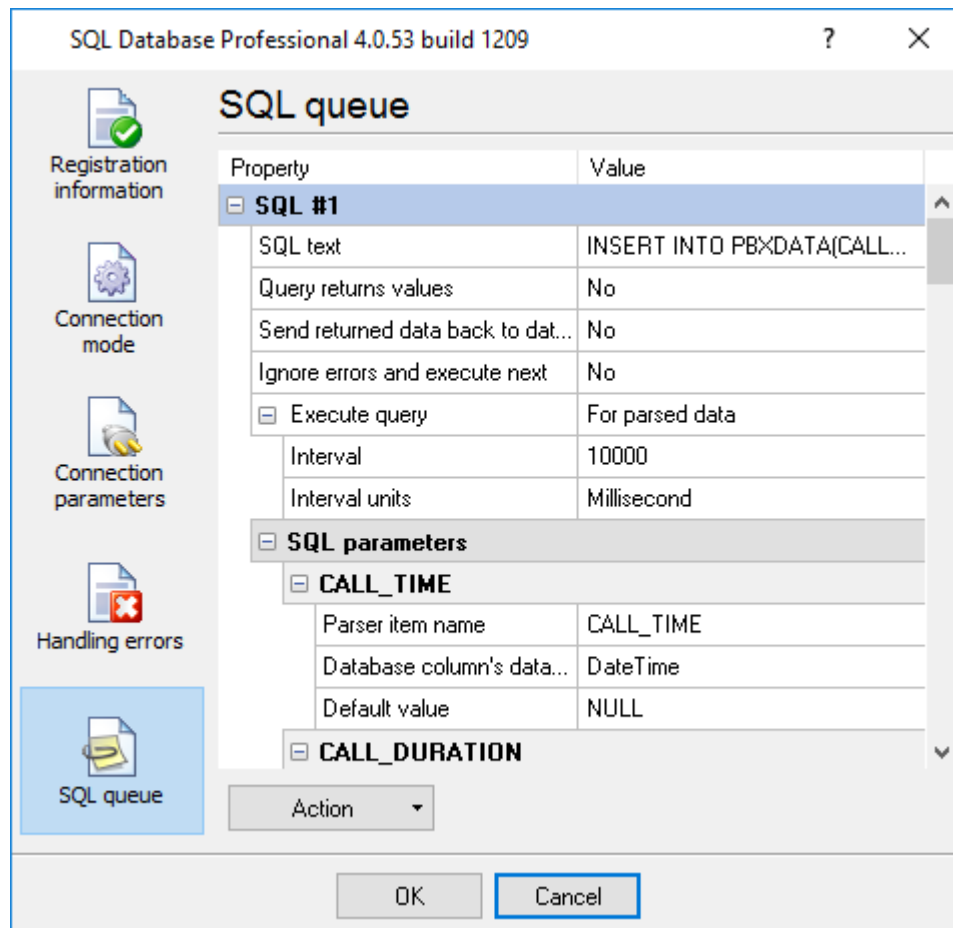 SQL Database Professional 4.0.53 build 1209
?
Registration
information
Connection
mode
Connection
parameters
Handling errors
SQL queue
SQL queue
Property Value
SQL #1
SQL text INSERT INTO PBXDATA(CALL...
Query returns values No
Send returned data back to dat... No
Ignore errors and execute next No
Execute query For parsed data
Interval 10000
Interval units Millisecond
SQL parameters
CALL_TIME
Parser item name CALL_TIME
Database column's data... DateTime
Default value NULL
CALL_DURATION
Action
OK Cancel